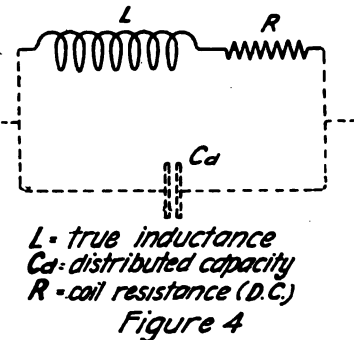 L R
Cd
L = true inductance
Cd = distributed capacity
R = coil resistance (D.C.)
Figure 4